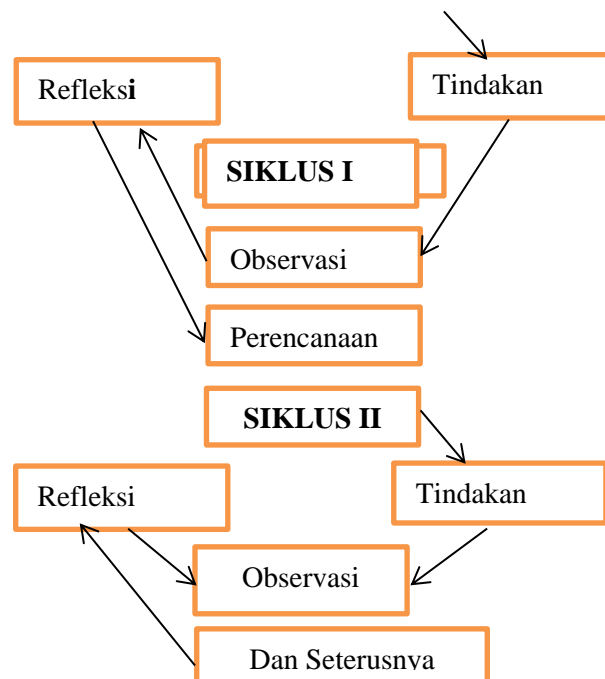 Refleksi
Tindakan
SIKLUS I
Observasi
Perencanaan
SIKLUS II
Refleksi
Tindakan
Observasi
Dan Seterusnya